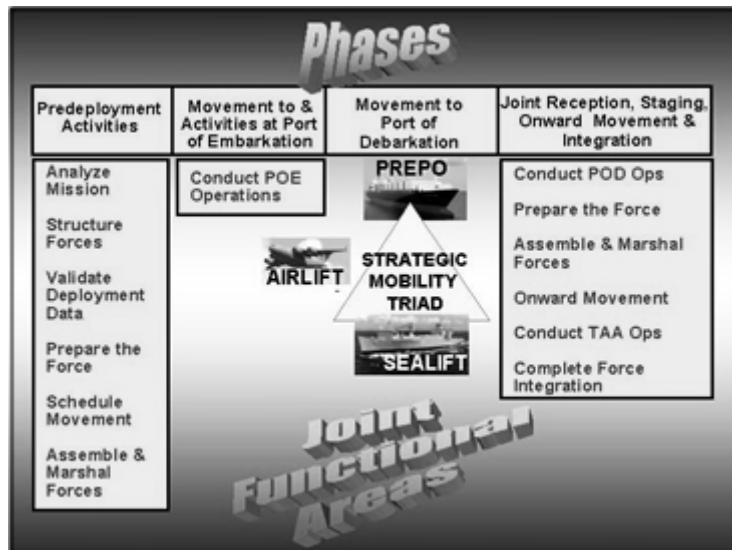 Phases
Predeployment
Activities
Movement to &
Activities at Port
of Embarkation
Movement to
Port of
Debarkation
Joint Reception, Staging,
Onward Movement &
Integration
Analyze
Mission
Structure
Forces
Validate
Deployment
Data
Prepare the
Force
Schedule
Movement
Assemble &
Marshal
Forces
Conduct POE
Operations
PREPO
AIRLIFT
STRATEGIC
MOBILITY
TRIAD
SEALIFT
Conduct POD Ops
Prepare the Force
Assemble & Marshal
Forces
Onward Movement
Conduct TAA Ops
Complete Force
Integration
Joint
Functional
Areas